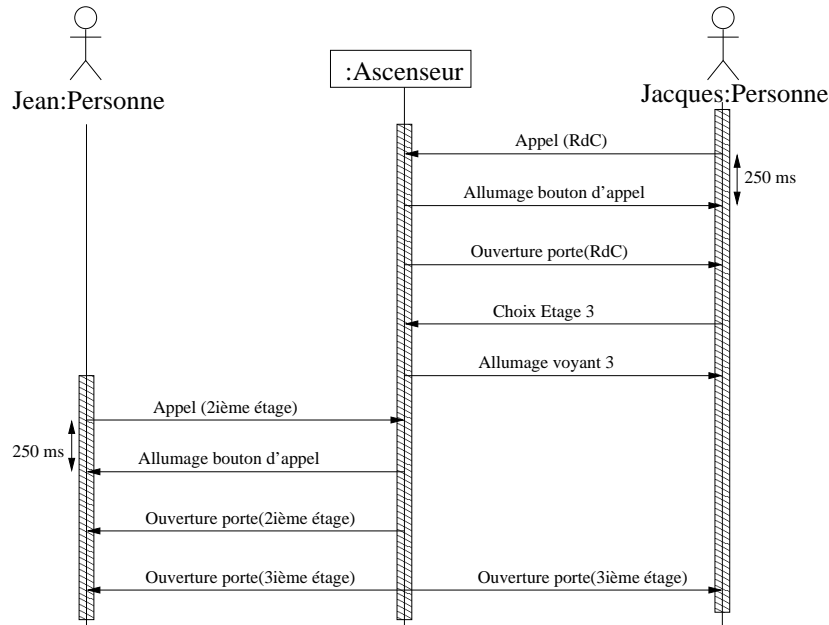 :Ascenseur
Jean:Personne
Jacques:Personne
Appel (RdC)
250 ms
Allumage bouton d'appel
Ouverture porte(RdC)
Choix Etage 3
Allumage voyant 3
Appel (2ième étage)
250 ms
Allumage bouton d'appel
Ouverture porte(2ième étage)
Ouverture porte(3ième étage)
Ouverture porte(3ième étage)